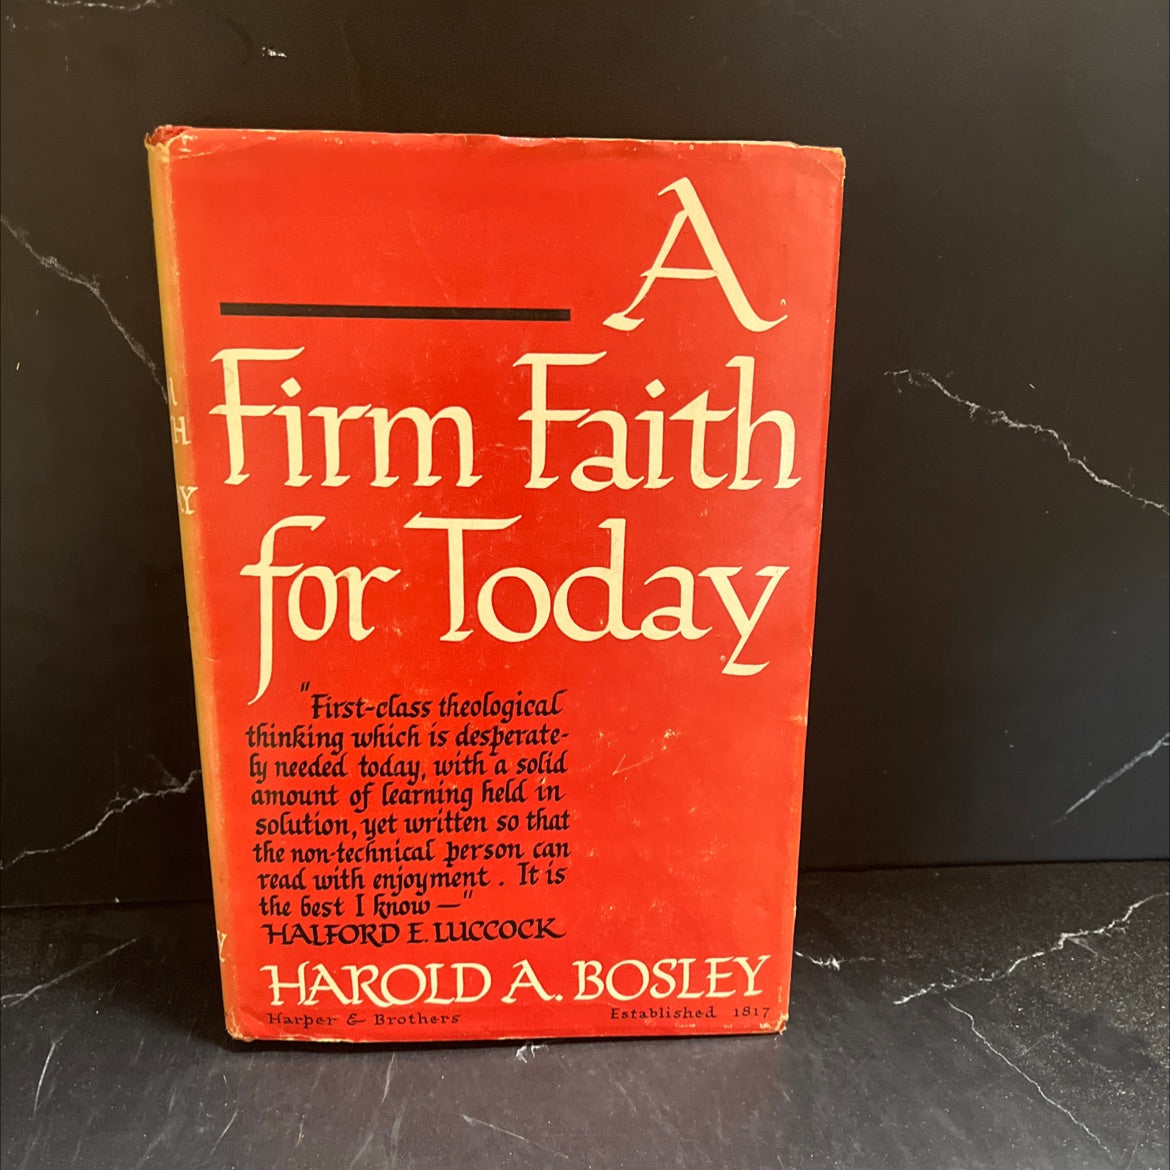 A
Firm Faith
for Today
"First-class theological
thinking which is desperate-
ly needed today, with a solid
amount of learning held in
solution, yet written so that
the non-technical person can
read with enjoyment. It is
the best I know—"
HALFORD E. LUCCOCK
HAROLD A. BOSLEY
Harper & Brothers Established 1817